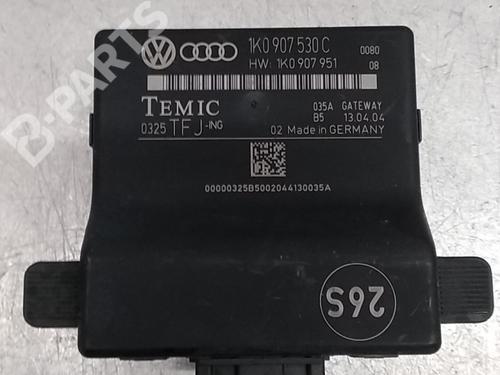 B-PARTS
1K0 907 530 C 0080
HW: 1K0 907 951 08
TEMIC
035A GATEWAY
B5 13.04.04
0325 TFJ-ING
02 Made in GERMANY
00000325B5002044130035A
26S